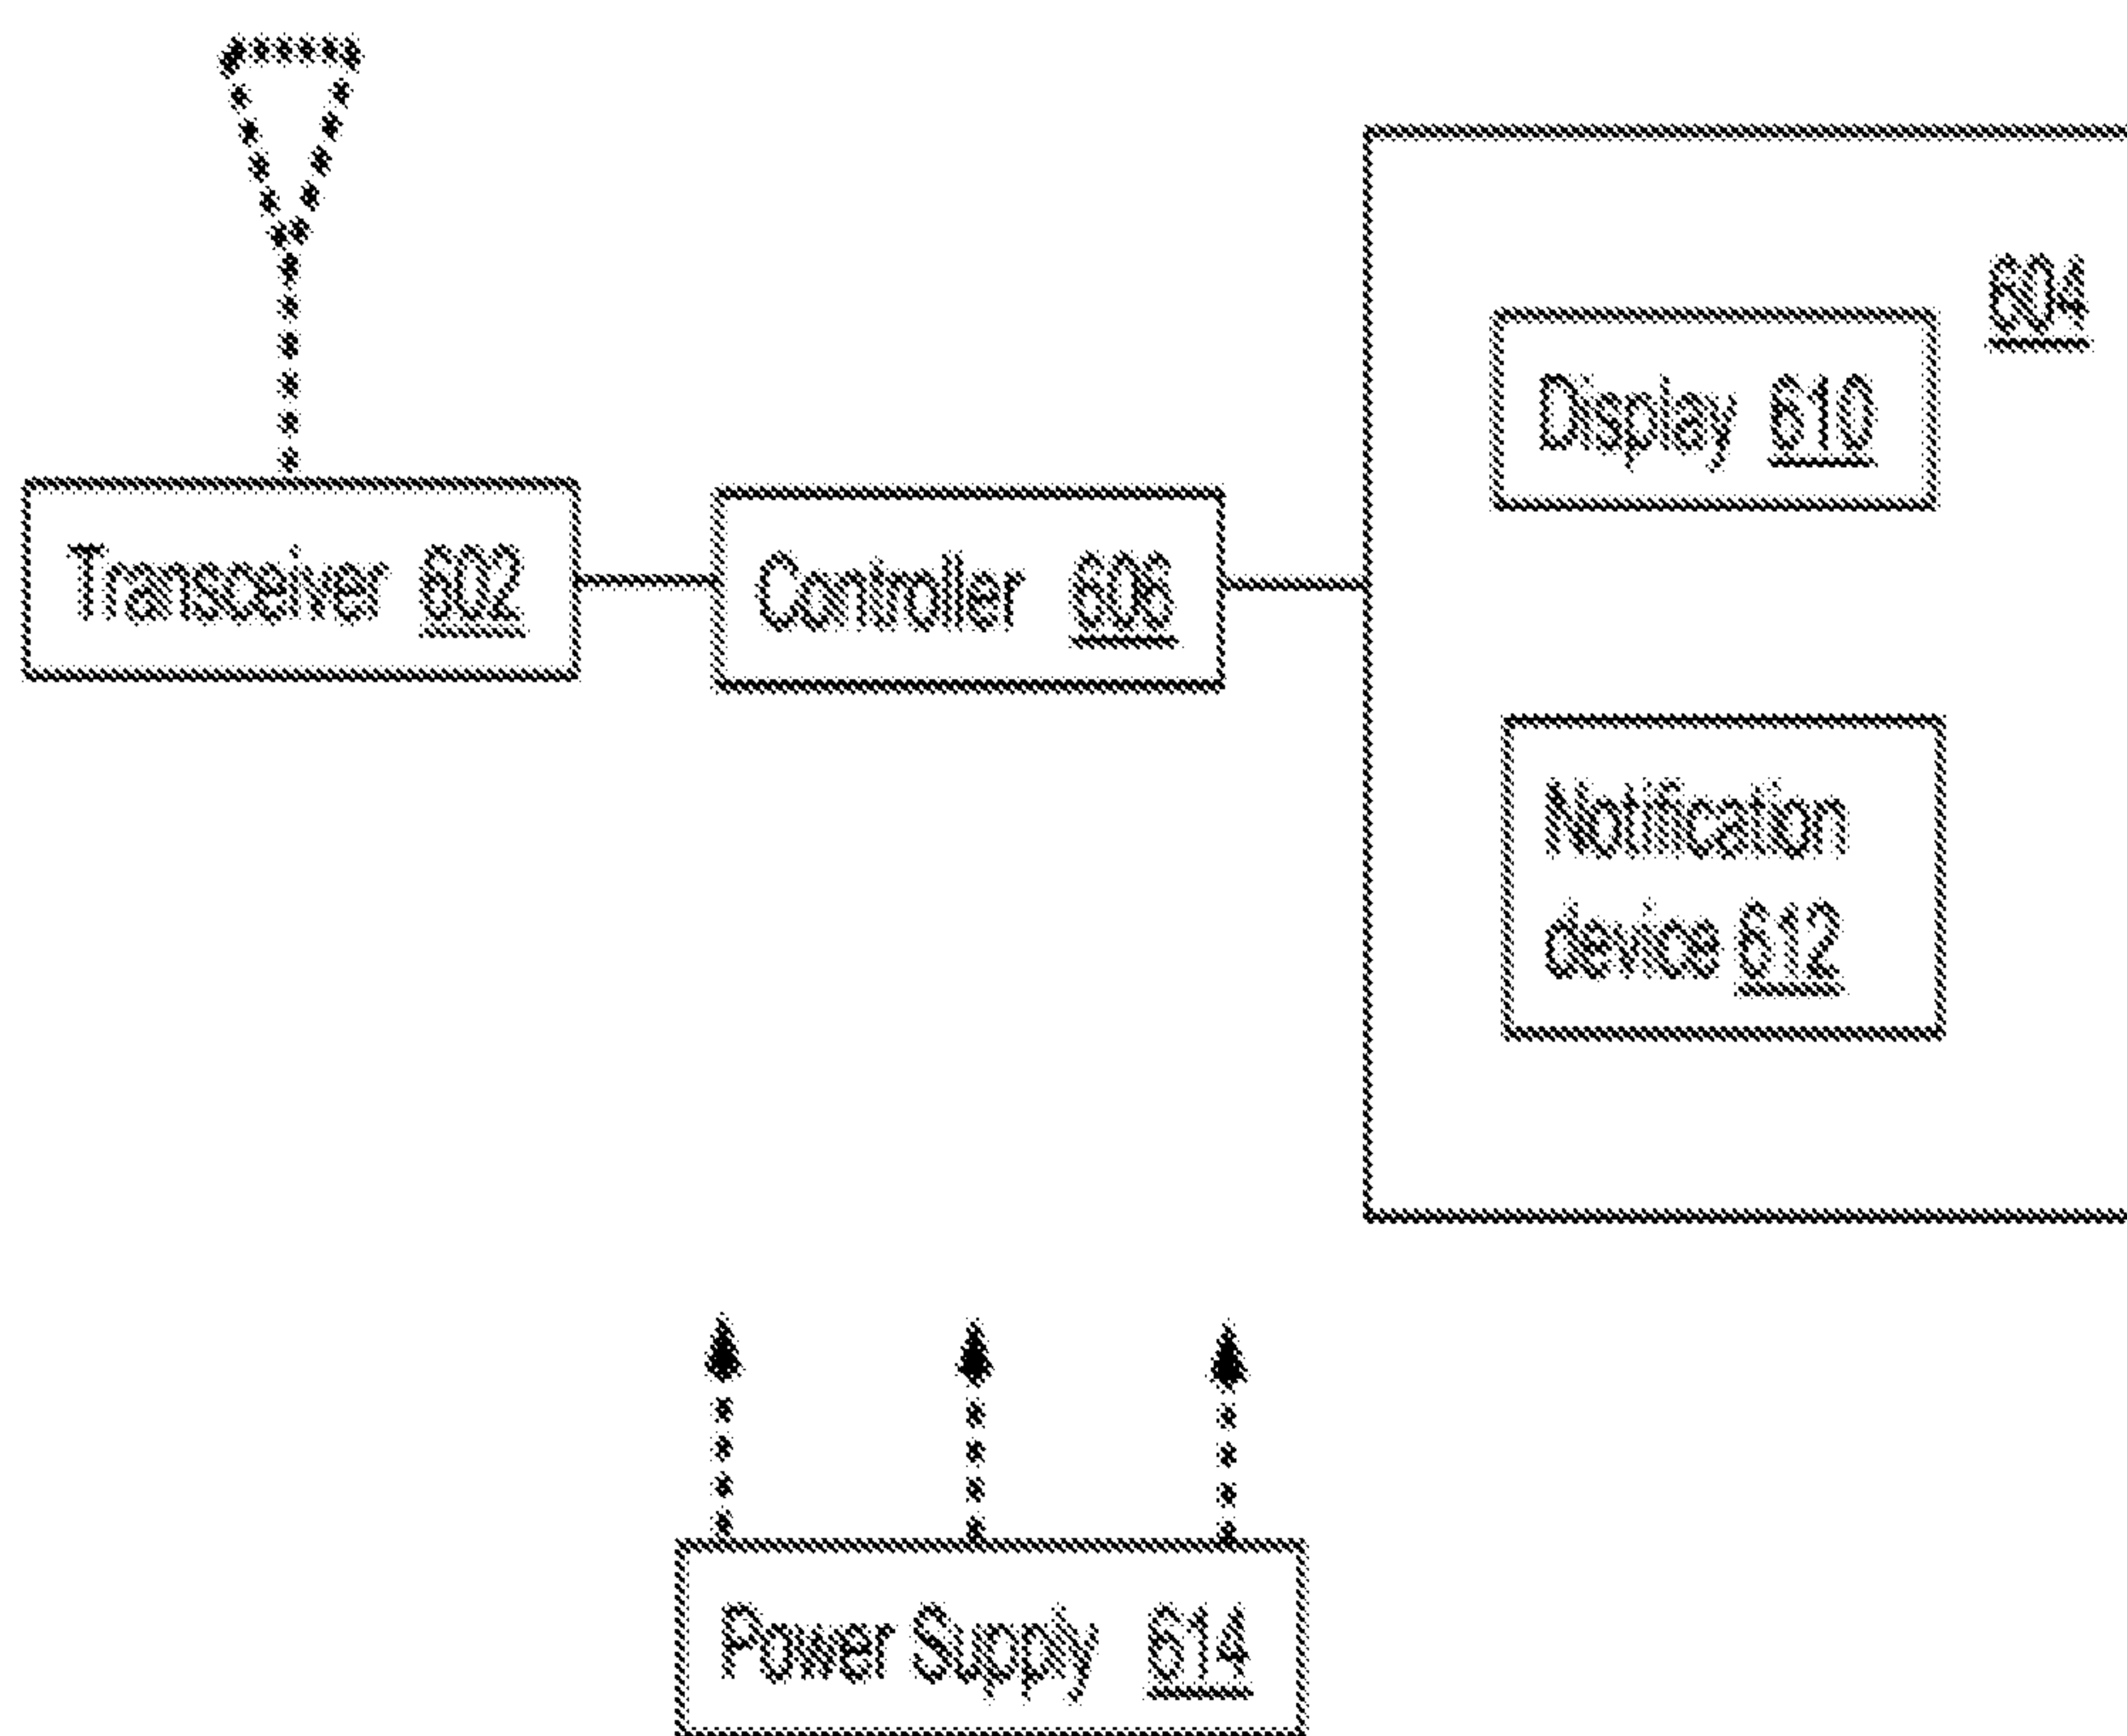 604
Display 610
Transceiver 602
Controller 606
Notification
device 612
Power Supply 614